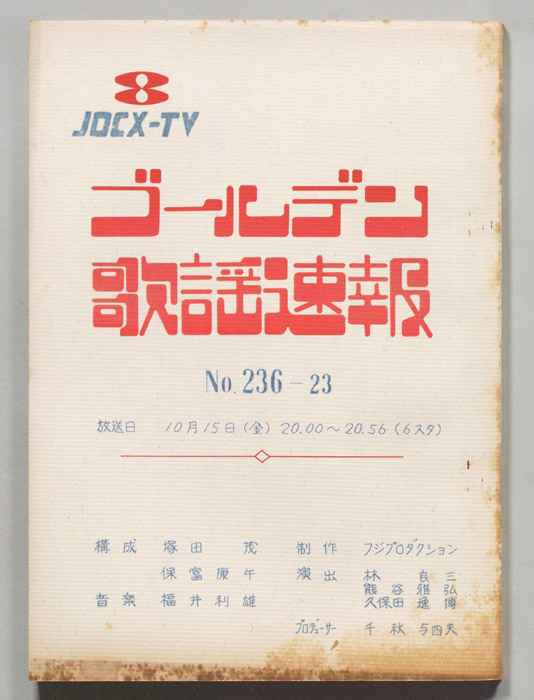 JOCX-TV
ゴールデン
歌謡速報
No. 236-23
放送日 10月15日(金) 20.00～20.56 (6スタ)
構成 塚田 茂 制作 フジプロダクション
保富康午 演出 林 良三
熊谷雅弘
音楽 福井利雄 久保田逸博
プロデューサー 千秋与四夫